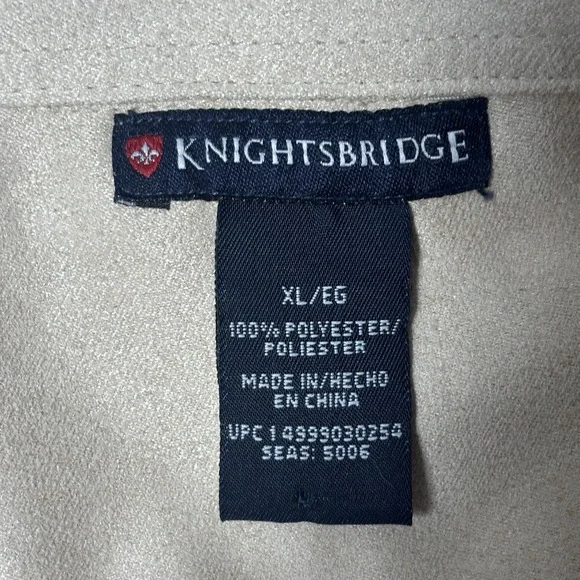 KNIGHTSBRIDGE
XL/EG
100% POLYESTER/
POLIESTER
MADE IN/HECHO
EN CHINA
UPC 14999030254
SEAS: 5006